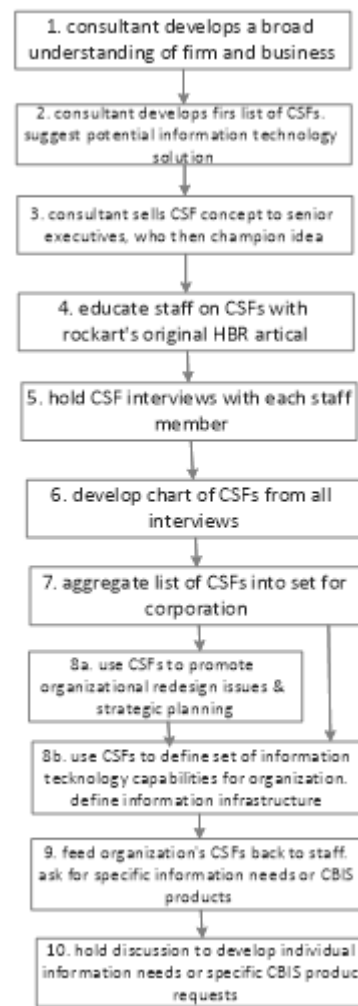 1. consultant develops a broad
understanding of firm and business
2. consultant develops firs list of CSFs.
suggest potential information technology
solution
3. consultant sells CSF concept to senior
executives, who then champion idea
4. educate staff on CSFs with
rockart's original HBR artical
5. hold CSF interviews with each staff
member
6. develop chart of CSFs from all
interviews
7. aggregate list of CSFs into set for
corporation
8a. use CSFs to promote
organizational redesign issues &
strategic planning
8b. use CSFs to define set of information
technology capabilities for organization.
define information infrastructure
9. feed organization's CSFs back to staff.
ask for specific information needs or CBIS
products
10. hold discussion to develop individual
information needs or specific CBIS product
requests